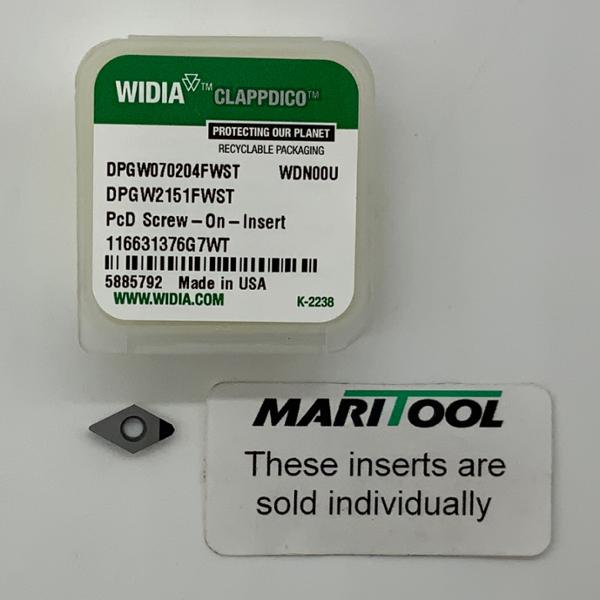 WIDIA™ CLAPPDICO™
PROTECTING OUR PLANET
RECYCLABLE PACKAGING
DPGW070204FWST WDN00U
DPGW2151FWST
PcD Screw-On-Insert
116631376G7WT
5885792 Made in USA
WWW.WIDIA.COM K-2238
MARITOOL
These inserts are
sold individually